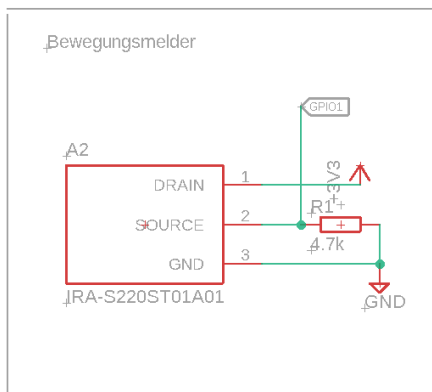 Bewegungsmelder
GPIO1
A2
DRAIN
1
+3V3
SOURCE
2
R1
4.7k
GND
3
IRA-S220ST01A01
GND